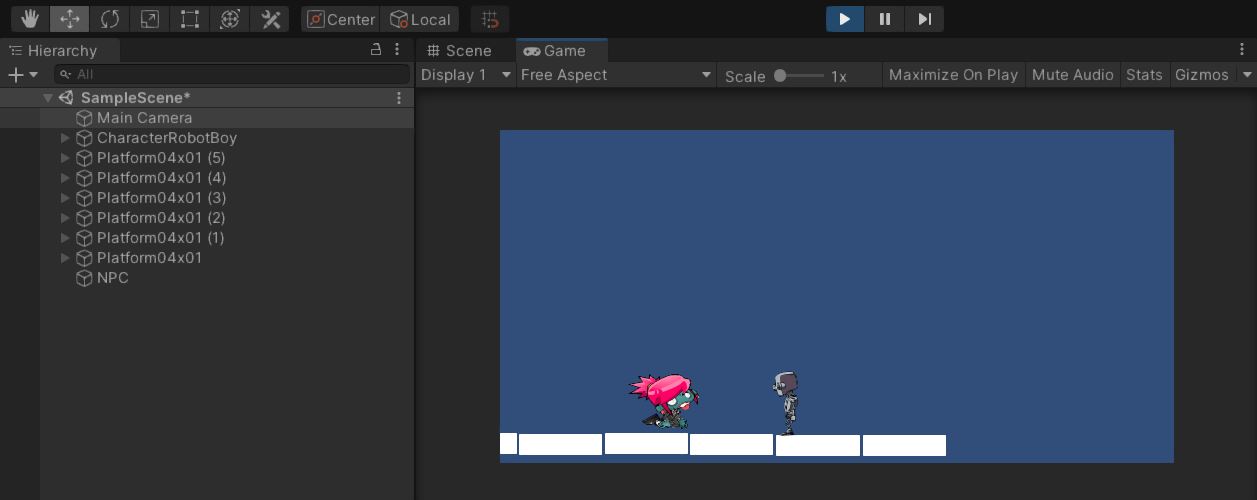 Center Local
Hierarchy
All
SampleScene*
Main Camera
CharacterRobotBoy
Platform04x01 (5)
Platform04x01 (4)
Platform04x01 (3)
Platform04x01 (2)
Platform04x01 (1)
Platform04x01
NPC
Scene Game
Display 1 Free Aspect Scale 1x Maximize On Play Mute Audio Stats Gizmos